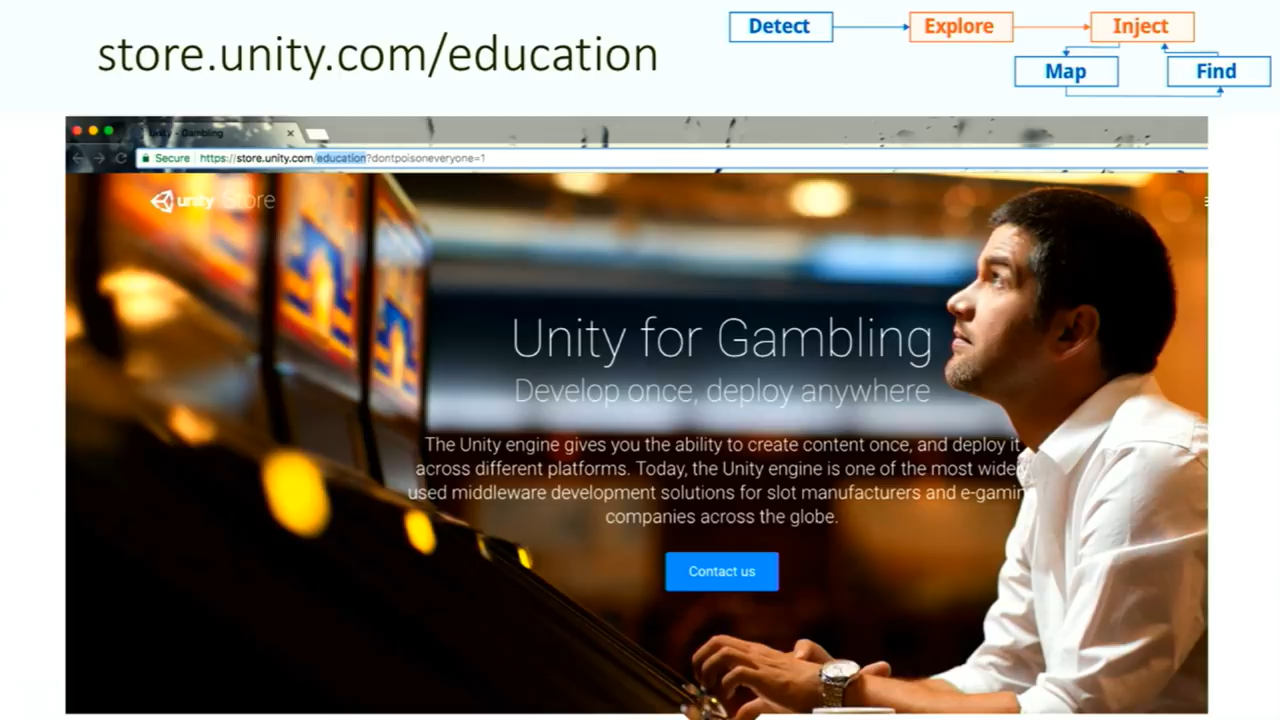 store.unity.com/education
Detect
Explore
Inject
Map
Find
Unity - Gambling
Secure
https://store.unity.com/education?dontpoisoneveryone=1
unity Store
Unity for Gambling
Develop once, deploy anywhere
The Unity engine gives you the ability to create content once, and deploy it
across different platforms. Today, the Unity engine is one of the most wide
used middleware development solutions for slot manufacturers and e-gamin
companies across the globe.
Contact us